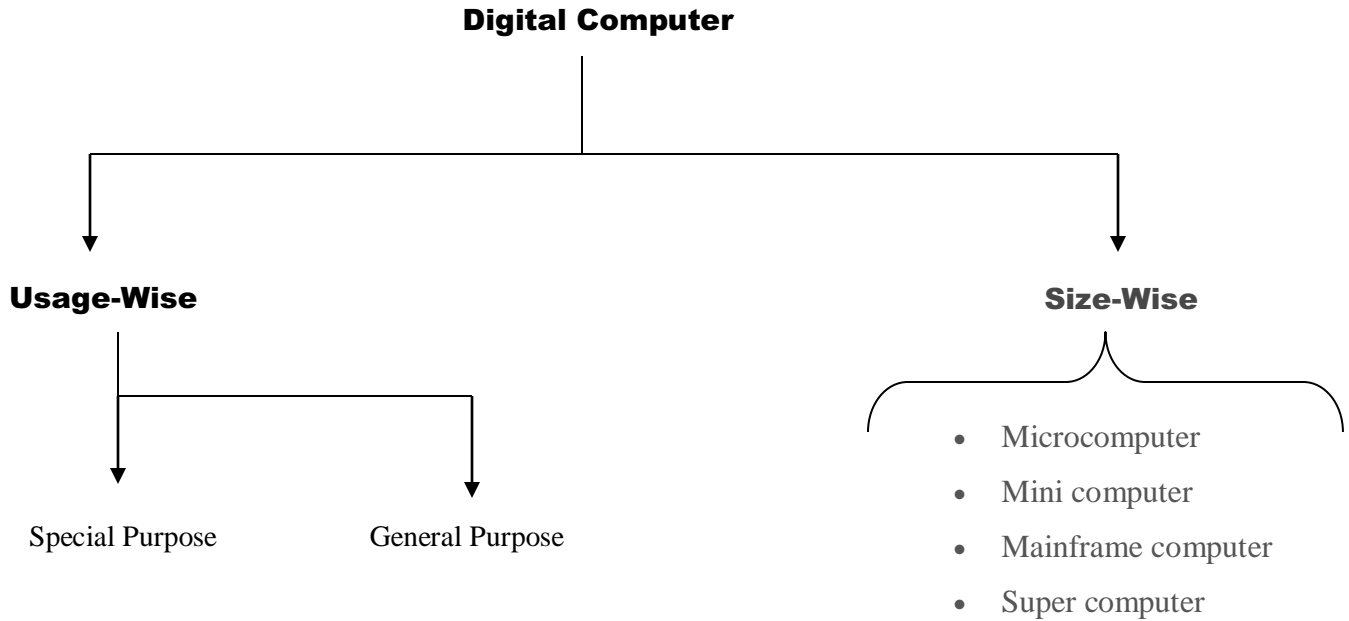 Digital Computer
Usage-Wise
Size-Wise
Special Purpose
General Purpose
• Microcomputer
• Mini computer
• Mainframe computer
• Super computer